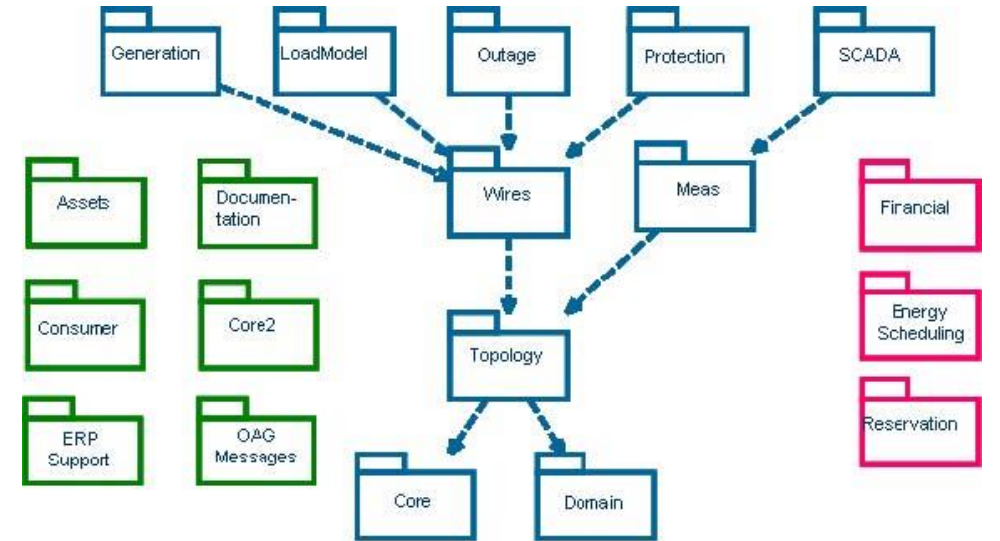 Generation
LoadModel
Outage
Protection
SCADA
Assets
Documen-
tation
Wires
Meas
Financial
Consumer
Core2
Topology
Energy
Scheduling
ERP
Support
OAG
Messages
Core
Domain
Reservation